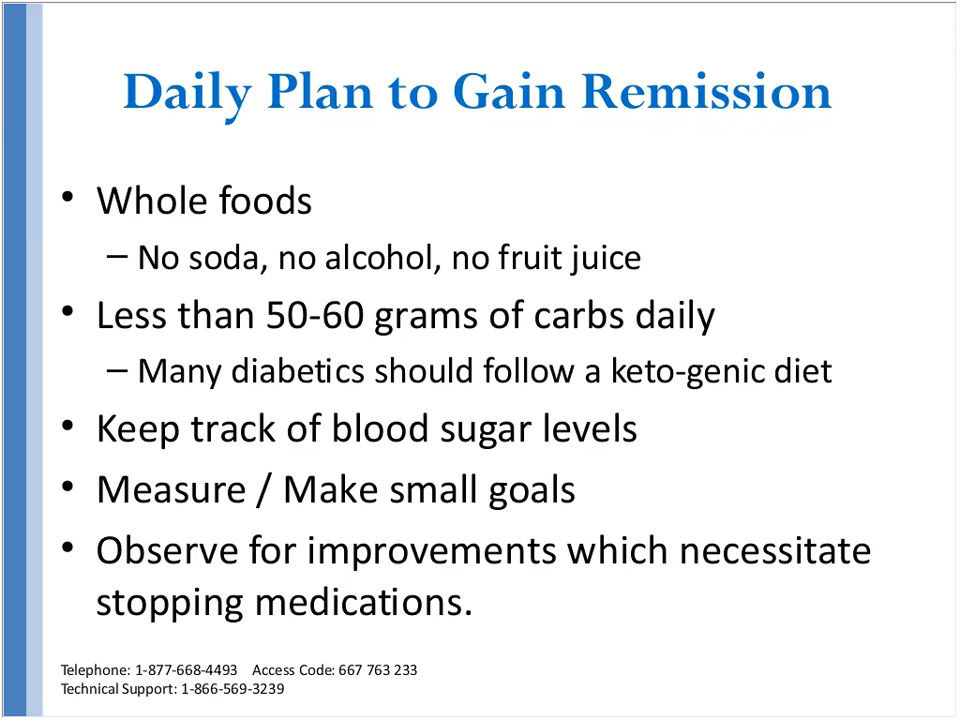 Daily Plan to Gain Remission
• Whole foods
– No soda, no alcohol, no fruit juice
• Less than 50-60 grams of carbs daily
– Many diabetics should follow a keto-genic diet
• Keep track of blood sugar levels
• Measure / Make small goals
• Observe for improvements which necessitate
stopping medications.
Telephone: 1-877-668-4493 Access Code: 667 763 233
Technical Support: 1-866-569-3239